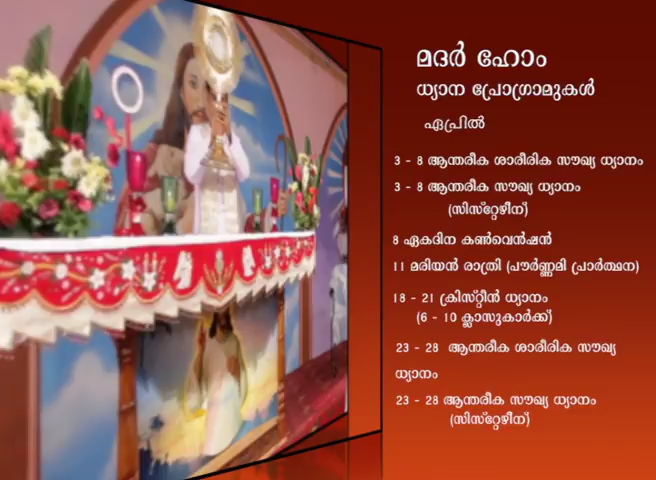 മദർ ഹോം
ധ്യാന പ്രോഗ്രാമുകൾ
ഏപ്രിൽ
3 - 8 ആന്തരീക ശാരീരിക സൗഖ്യ ധ്യാനം
3 - 8 ആന്തരീക സൗഖ്യ ധ്യാനം
(സിസ്റ്റേഴ്സീന്)
8 ഏകദിന കൺവെൻഷൻ
11 മരിയൻ രാത്രി (പൗർണ്ണമി പ്രാർത്ഥന)
18 - 21 ക്രിസ്റ്റീൻ ധ്യാനം
(6 - 10 ക്ലാസുകാർക്ക്)
23 - 28 ആന്തരീക ശാരീരിക സൗഖ്യ
ധ്യാനം
23 - 28 ആന്തരീക സൗഖ്യ ധ്യാനം
(സിസ്റ്റേഴ്സീന്)